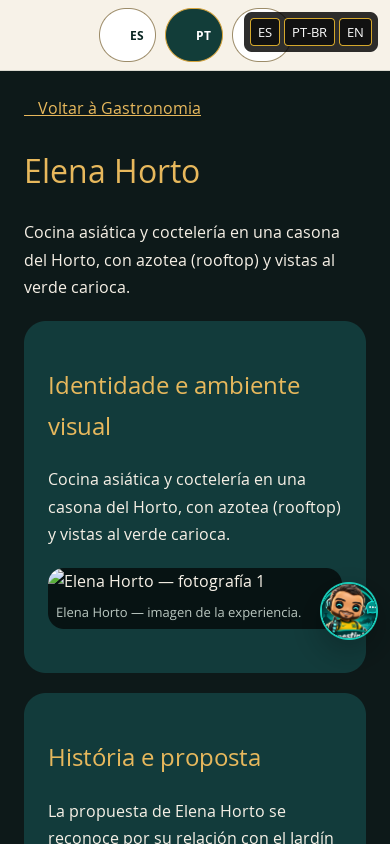 ES
PT
ES
PT-BR
EN
Voltar à Gastronomia
Elena Horto
Cocina asiática y coctelería en una casona
del Horto, con azotea (rooftop) y vistas al
verde carioca.
Identidade e ambiente
visual
Cocina asiática y coctelería en una
casona del Horto, con azotea (rooftop)
y vistas al verde carioca.
Elena Horto — fotografía 1
Elena Horto — imagen de la experiencia.
História e proposta
La propuesta de Elena Horto se
reconoce por su relación con el Jardín